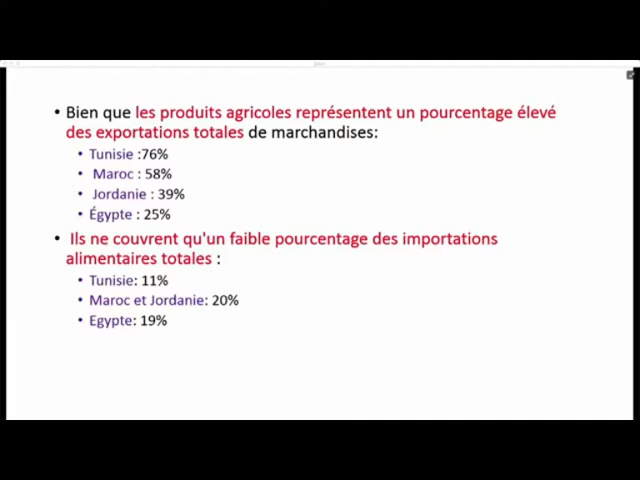 • Bien que les produits agricoles représentent un pourcentage élevé
des exportations totales de marchandises:
• Tunisie :76%
• Maroc : 58%
• Jordanie : 39%
• Égypte : 25%
• Ils ne couvrent qu'un faible pourcentage des importations
alimentaires totales :
• Tunisie: 11%
• Maroc et Jordanie: 20%
• Egypte: 19%